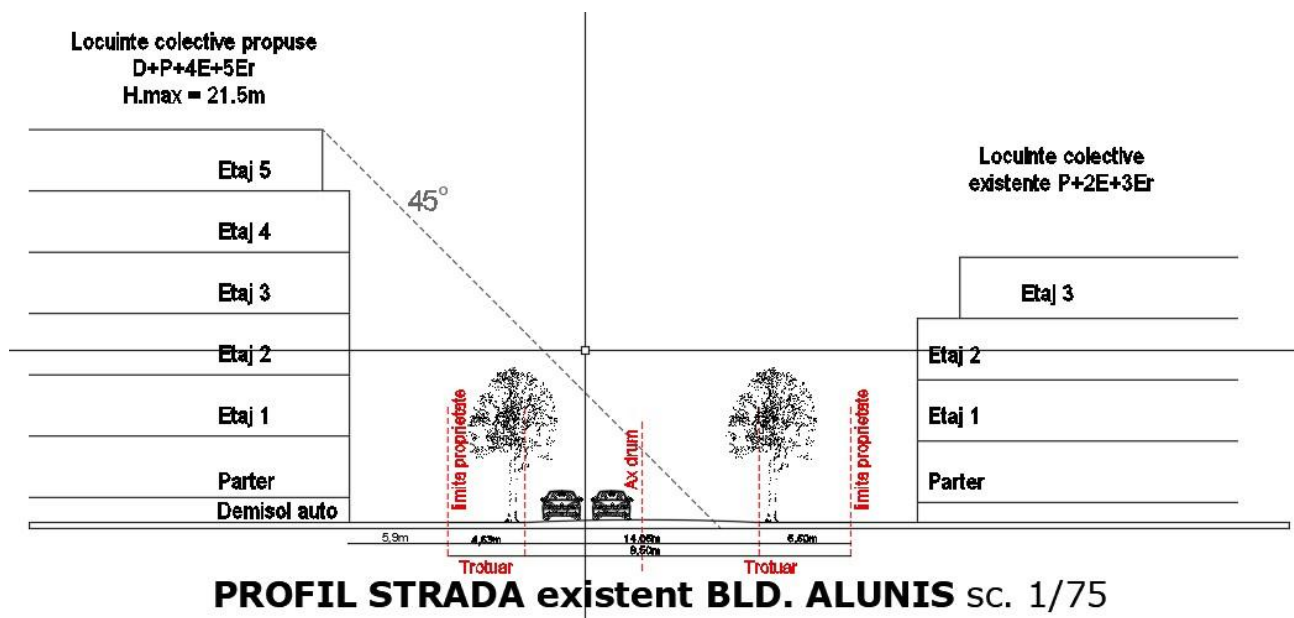 Locuinte colective propuse
D+P+4E+5Er
H.max = 21.5m
Locuinte colective
existente P+2E+3Er
45°
Etaj 5
Etaj 4
Etaj 3
Etaj 2
Etaj 1
Parter
Demisol auto
Etaj 3
Etaj 2
Etaj 1
Parter
limita proprietate
Ax drum
limita proprietate
5,9m
4,63m
14.06m
9,50m
Trotuar
Trotuar
PROFIL STRADA existent BLD. ALUNIS sc. 1/75